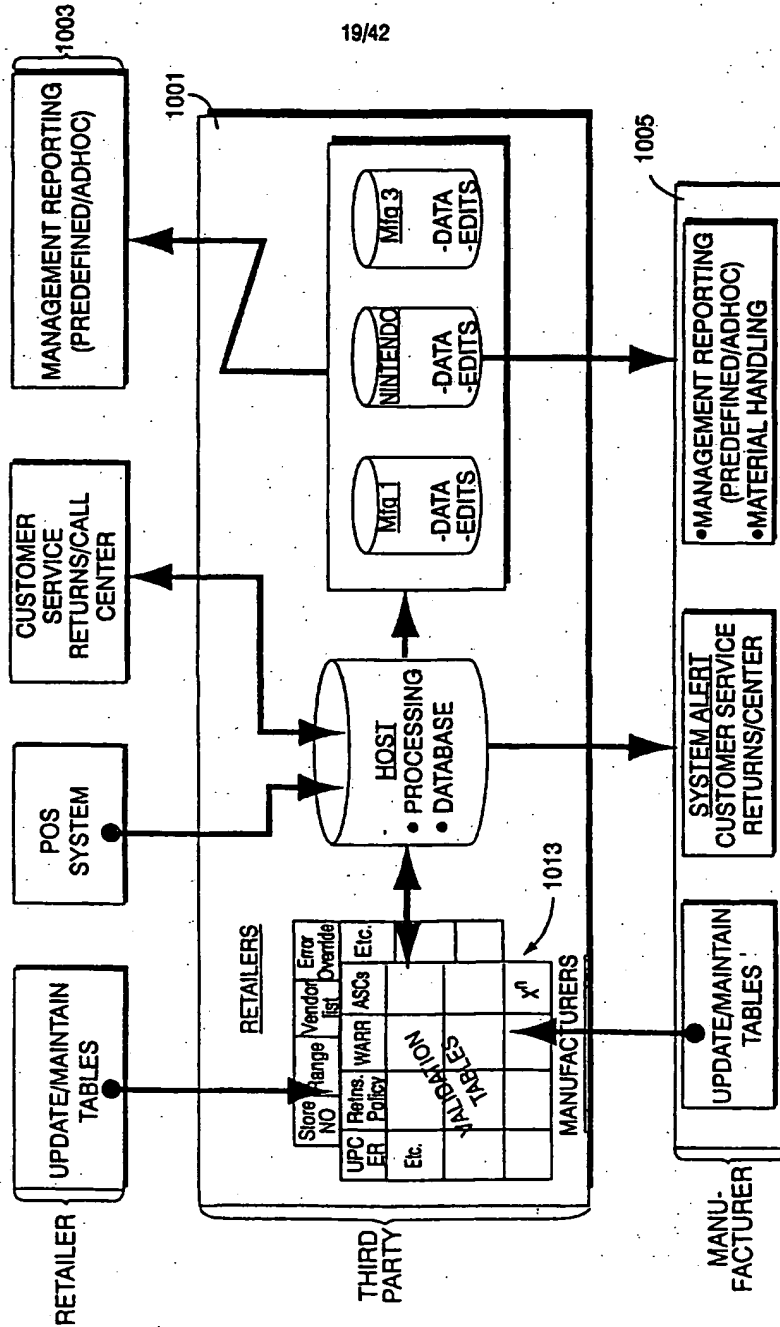 19/42
RETAILER
UPDATE/MAINTAIN
TABLES
POS
SYSTEM
CUSTOMER
SERVICE
RETURNS/CALL
CENTER
MANAGEMENT REPORTING
(PREDEFINED/ADHOC)
1003
THIRD
PARTY
1001
RETAILERS
Store
NO
Range
Vendor
list
Error
Override
UPC
ER
Retns.
Policy
WARR
ASCs
Etc.
Etc.
VALIDATION
TABLES
X^n
MANUFACTURERS
1013
HOST
• PROCESSING
• DATABASE
Mfg 1
-DATA
-EDITS
NINTENDO
-DATA
-EDITS
Mfg 3
-DATA
-EDITS
MANU-
FACTURER
UPDATE/MAINTAIN
TABLES
SYSTEM ALERT
CUSTOMER SERVICE
RETURNS/CENTER
•MANAGEMENT REPORTING
(PREDEFINED/ADHOC)
•MATERIAL HANDLING
1005